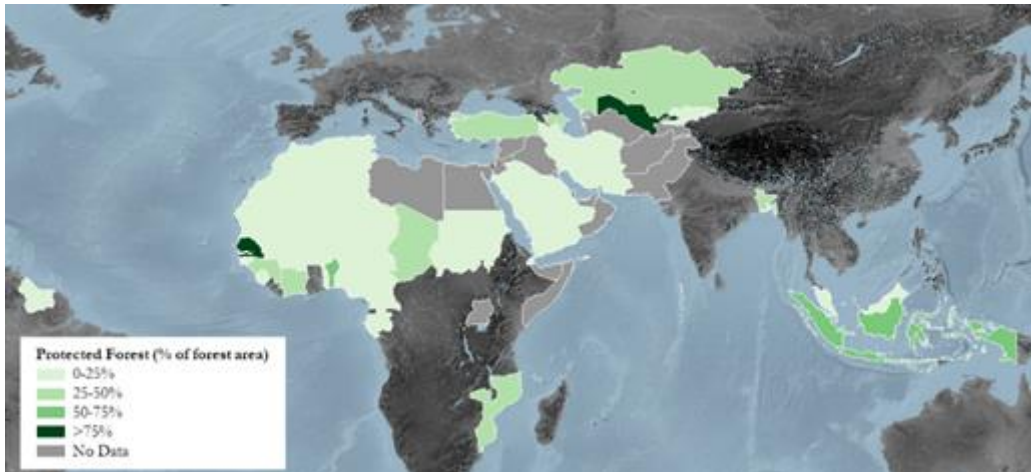 Protected Forest (% of forest area)
0-25%
25-50%
50-75%
>75%
No Data